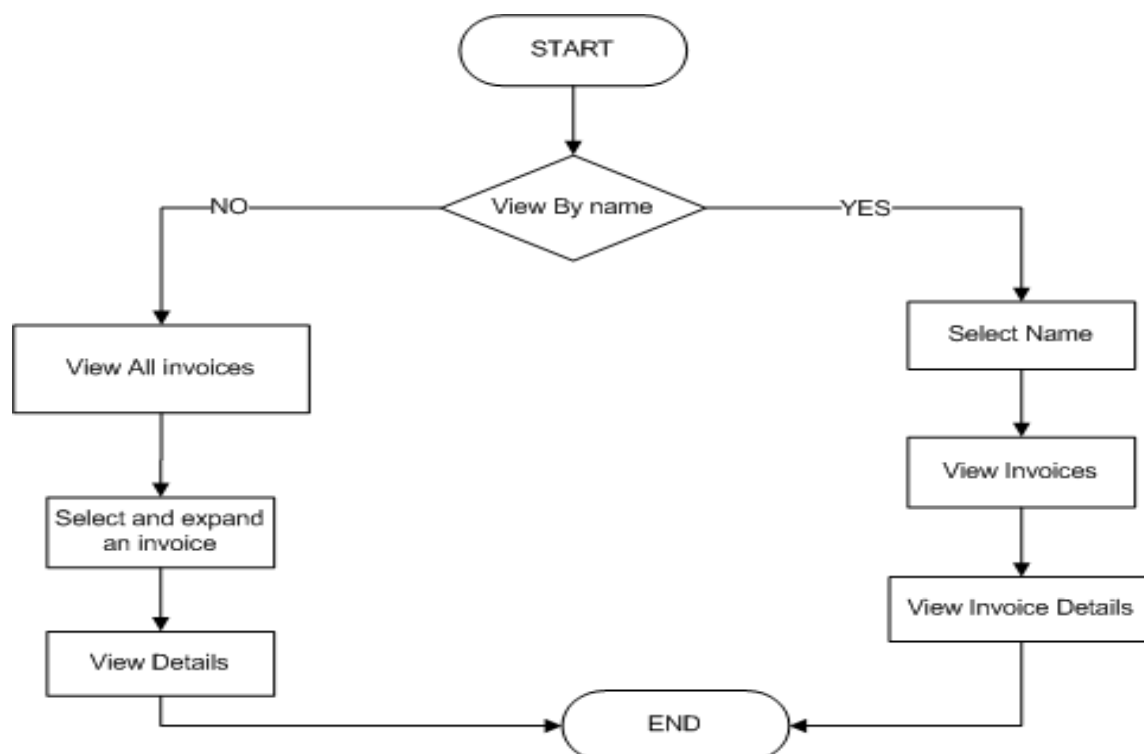 START
View By name
NO
YES
View All invoices
Select and expand
an invoice
View Details
Select Name
View Invoices
View Invoice Details
END